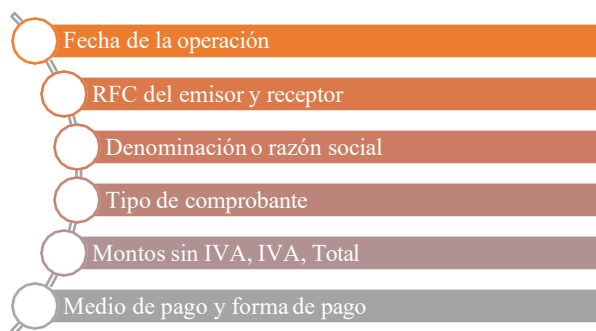 Fecha de la operación
RFC del emisor y receptor
Denominación o razón social
Tipo de comprobante
Montos sin IVA, IVA, Total
Medio de pago y forma de pago